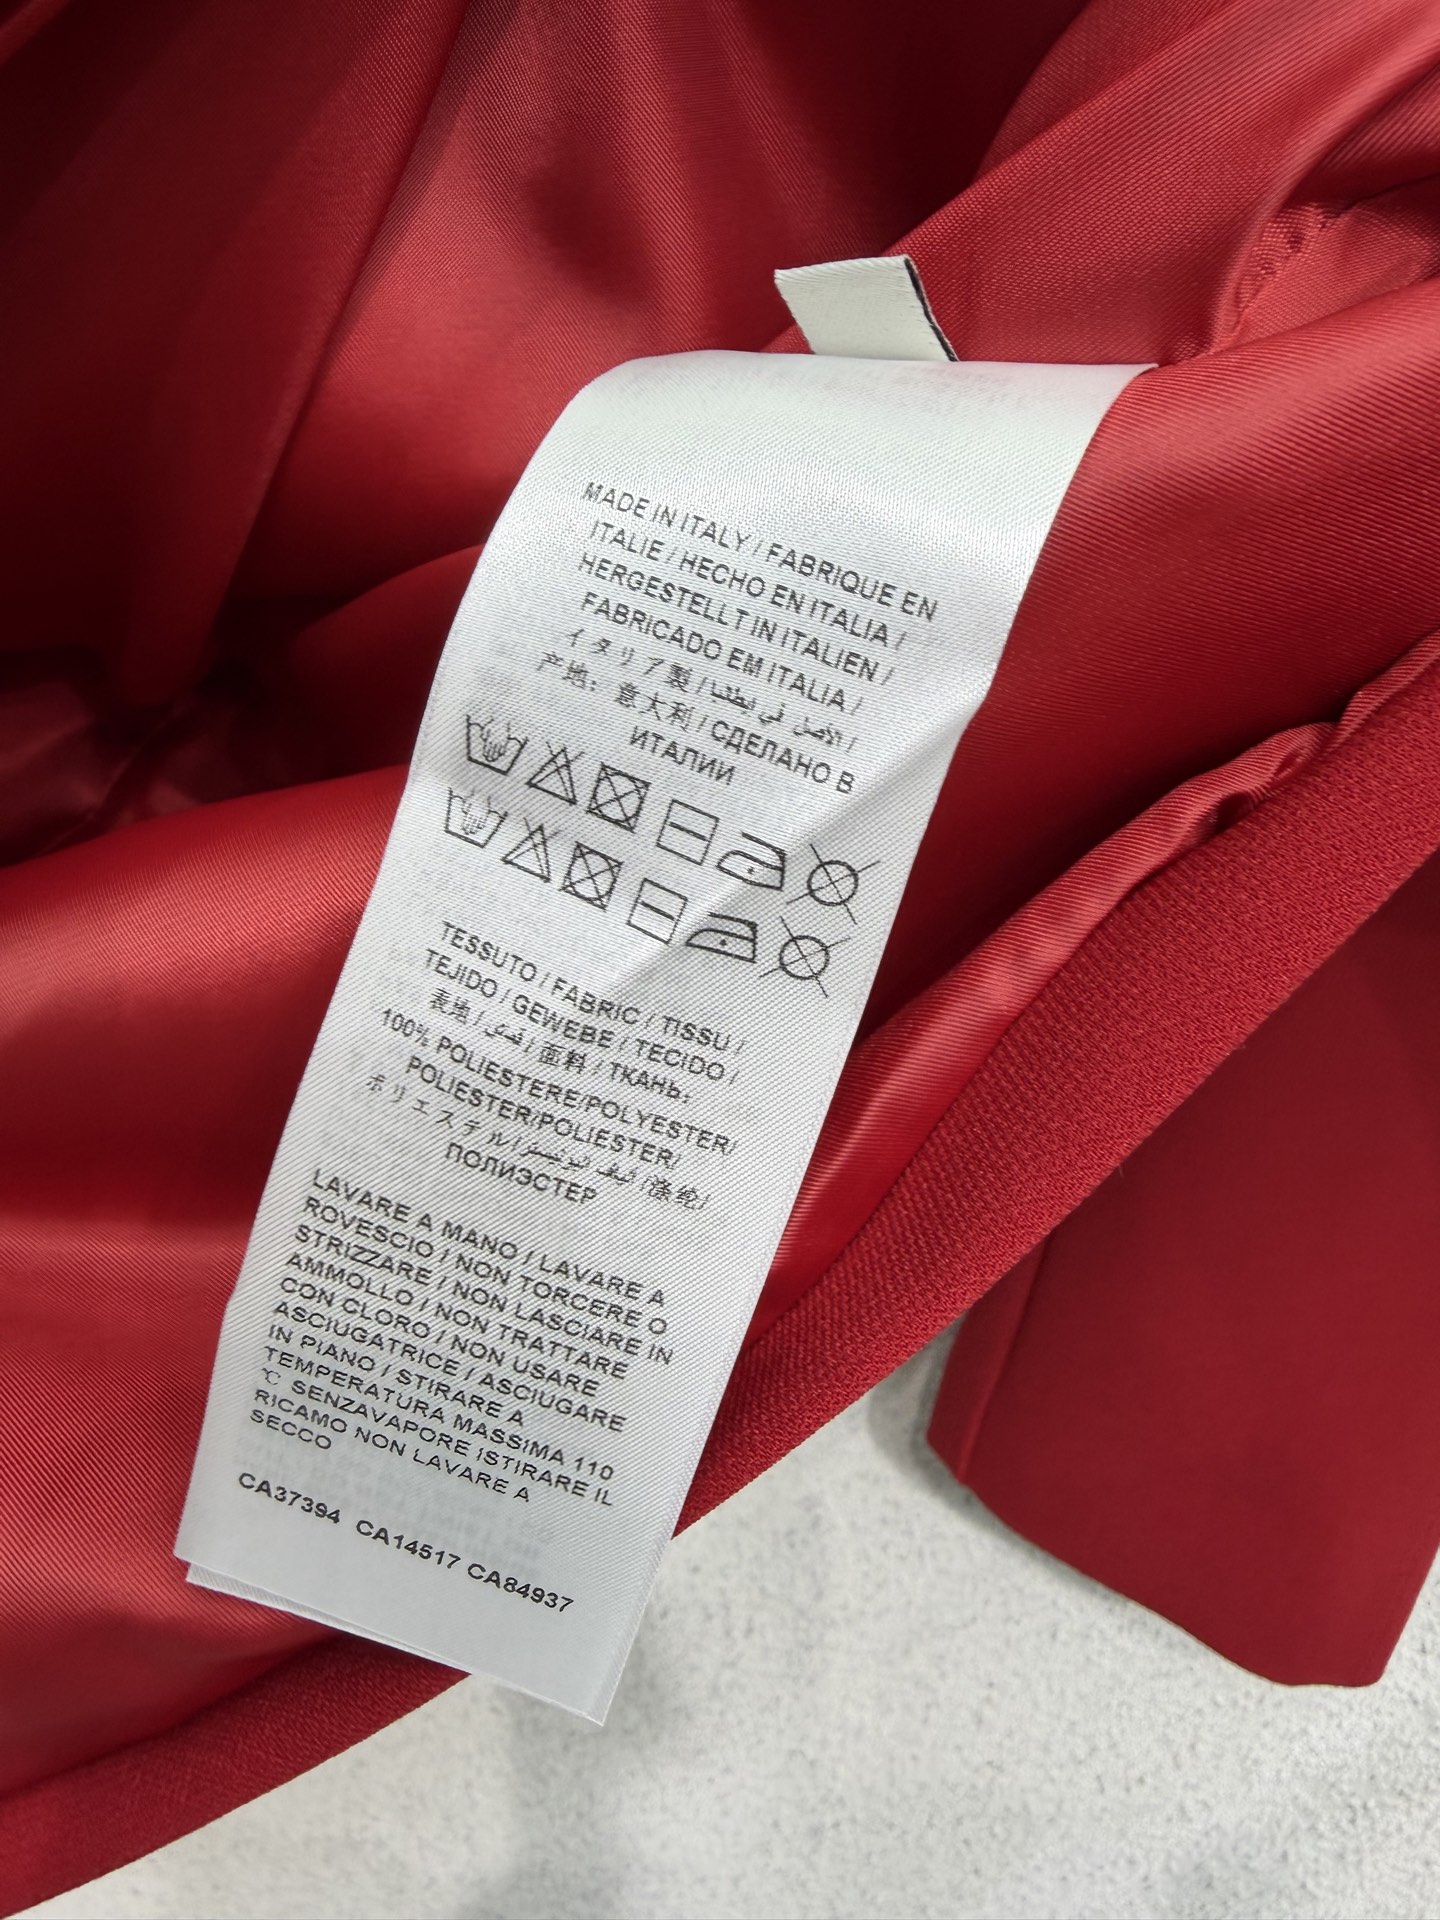 MADE IN ITALY / FABRIQUE EN
ITALIE / HECHO EN ITALIA /
HERGESTELLT IN ITALIEN /
FABRICADO EM ITALIA /
イタリア製 / الأصل في إيطاليا /
产地: 意大利 / СДЕЛАНО В
ИТАЛИИ
TESSUTO / FABRIC / TISSU /
TEJIDO / GEWEBE / TECIDO /
表地 / / 面料 / ТКАНЬ:
100% POLIESTERE/POLYESTER/
POLIESTER/POLIESTER/
ポリエステル/ /涤纶/
ПОЛИЭСТЕР
LAVARE A MANO / LAVARE A
ROVESCIO / NON TORCERE O
STRIZZARE / NON LASCIARE IN
AMMOLLO / NON TRATTARE
CON CLORO / NON USARE
ASCIUGATRICE / ASCIUGARE
IN PIANO / STIRARE A
TEMPERATURA MASSIMA 110
℃ SENZAVAPORE ISTIRARE IL
RICAMO NON LAVARE A
SECCO
CA37394 CA14517 CA84937